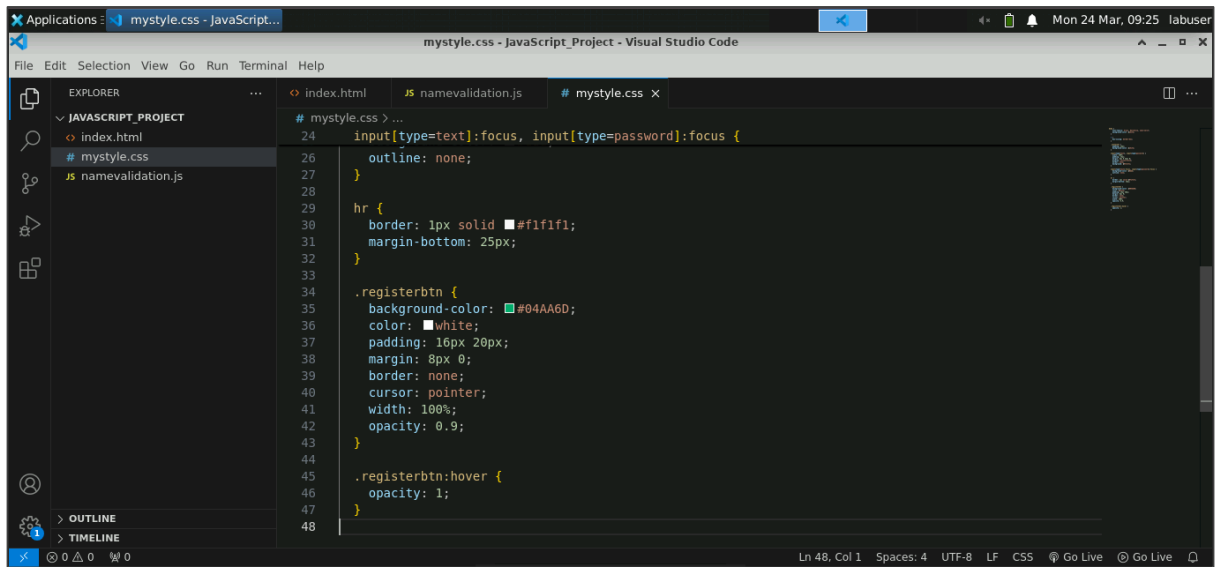 Applications
mystyle.css - JavaScript...
Mon 24 Mar, 09:25 labuser
mystyle.css - JavaScript_Project - Visual Studio Code
File Edit Selection View Go Run Terminal Help
EXPLORER
···
index.html
JS namevalidation.js
# mystyle.css
JAVASCRIPT_PROJECT
index.html
# mystyle.css
JS namevalidation.js
# mystyle.css > ...
24 input[type=text]:focus, input[type=password]:focus {
26 outline: none;
27 }
28
29 hr {
30 border: 1px solid #f1f1f1;
31 margin-bottom: 25px;
32 }
33
34 .registerbtn {
35 background-color: #04AA6D;
36 color: white;
37 padding: 16px 20px;
38 margin: 8px 0;
39 border: none;
40 cursor: pointer;
41 width: 100%;
42 opacity: 0.9;
43 }
44
45 .registerbtn:hover {
46 opacity: 1;
47 }
48
OUTLINE
TIMELINE
1
0 0 0
Ln 48, Col 1 Spaces: 4 UTF-8 LF CSS Go Live Go Live